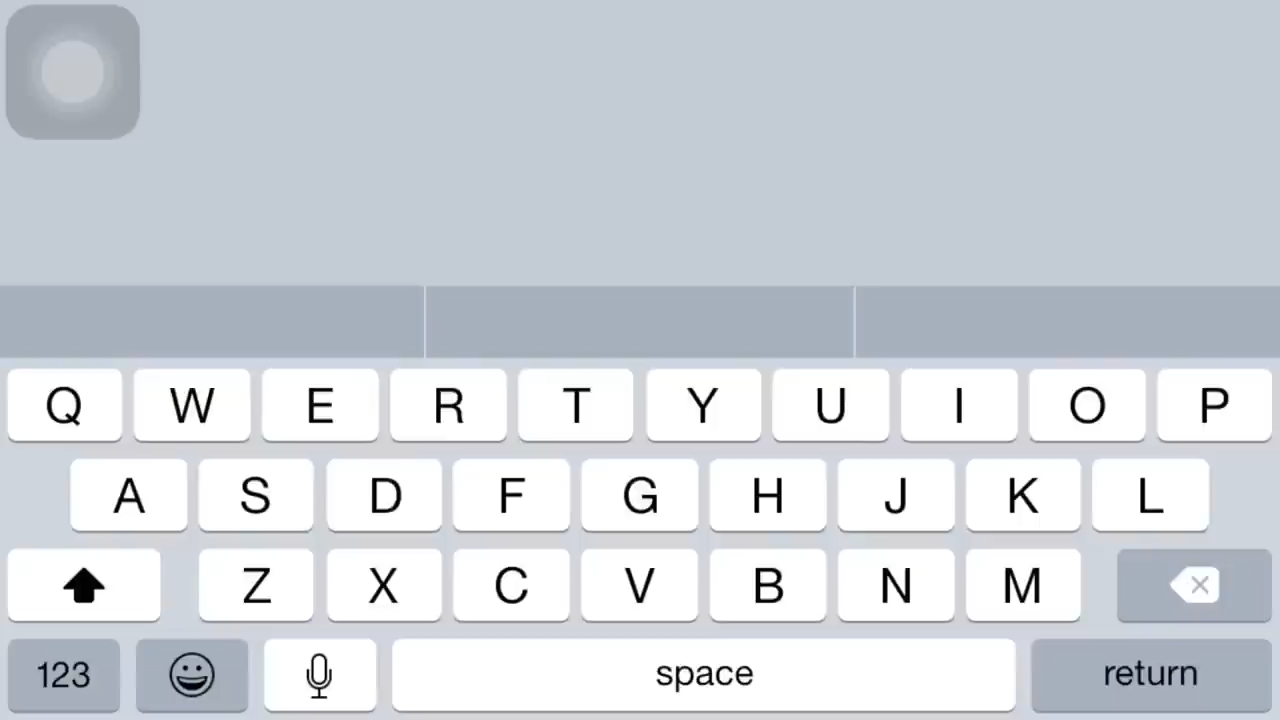 Q W E R T Y U I O P
A S D F G H J K L
Z X C V B N M
123 space return